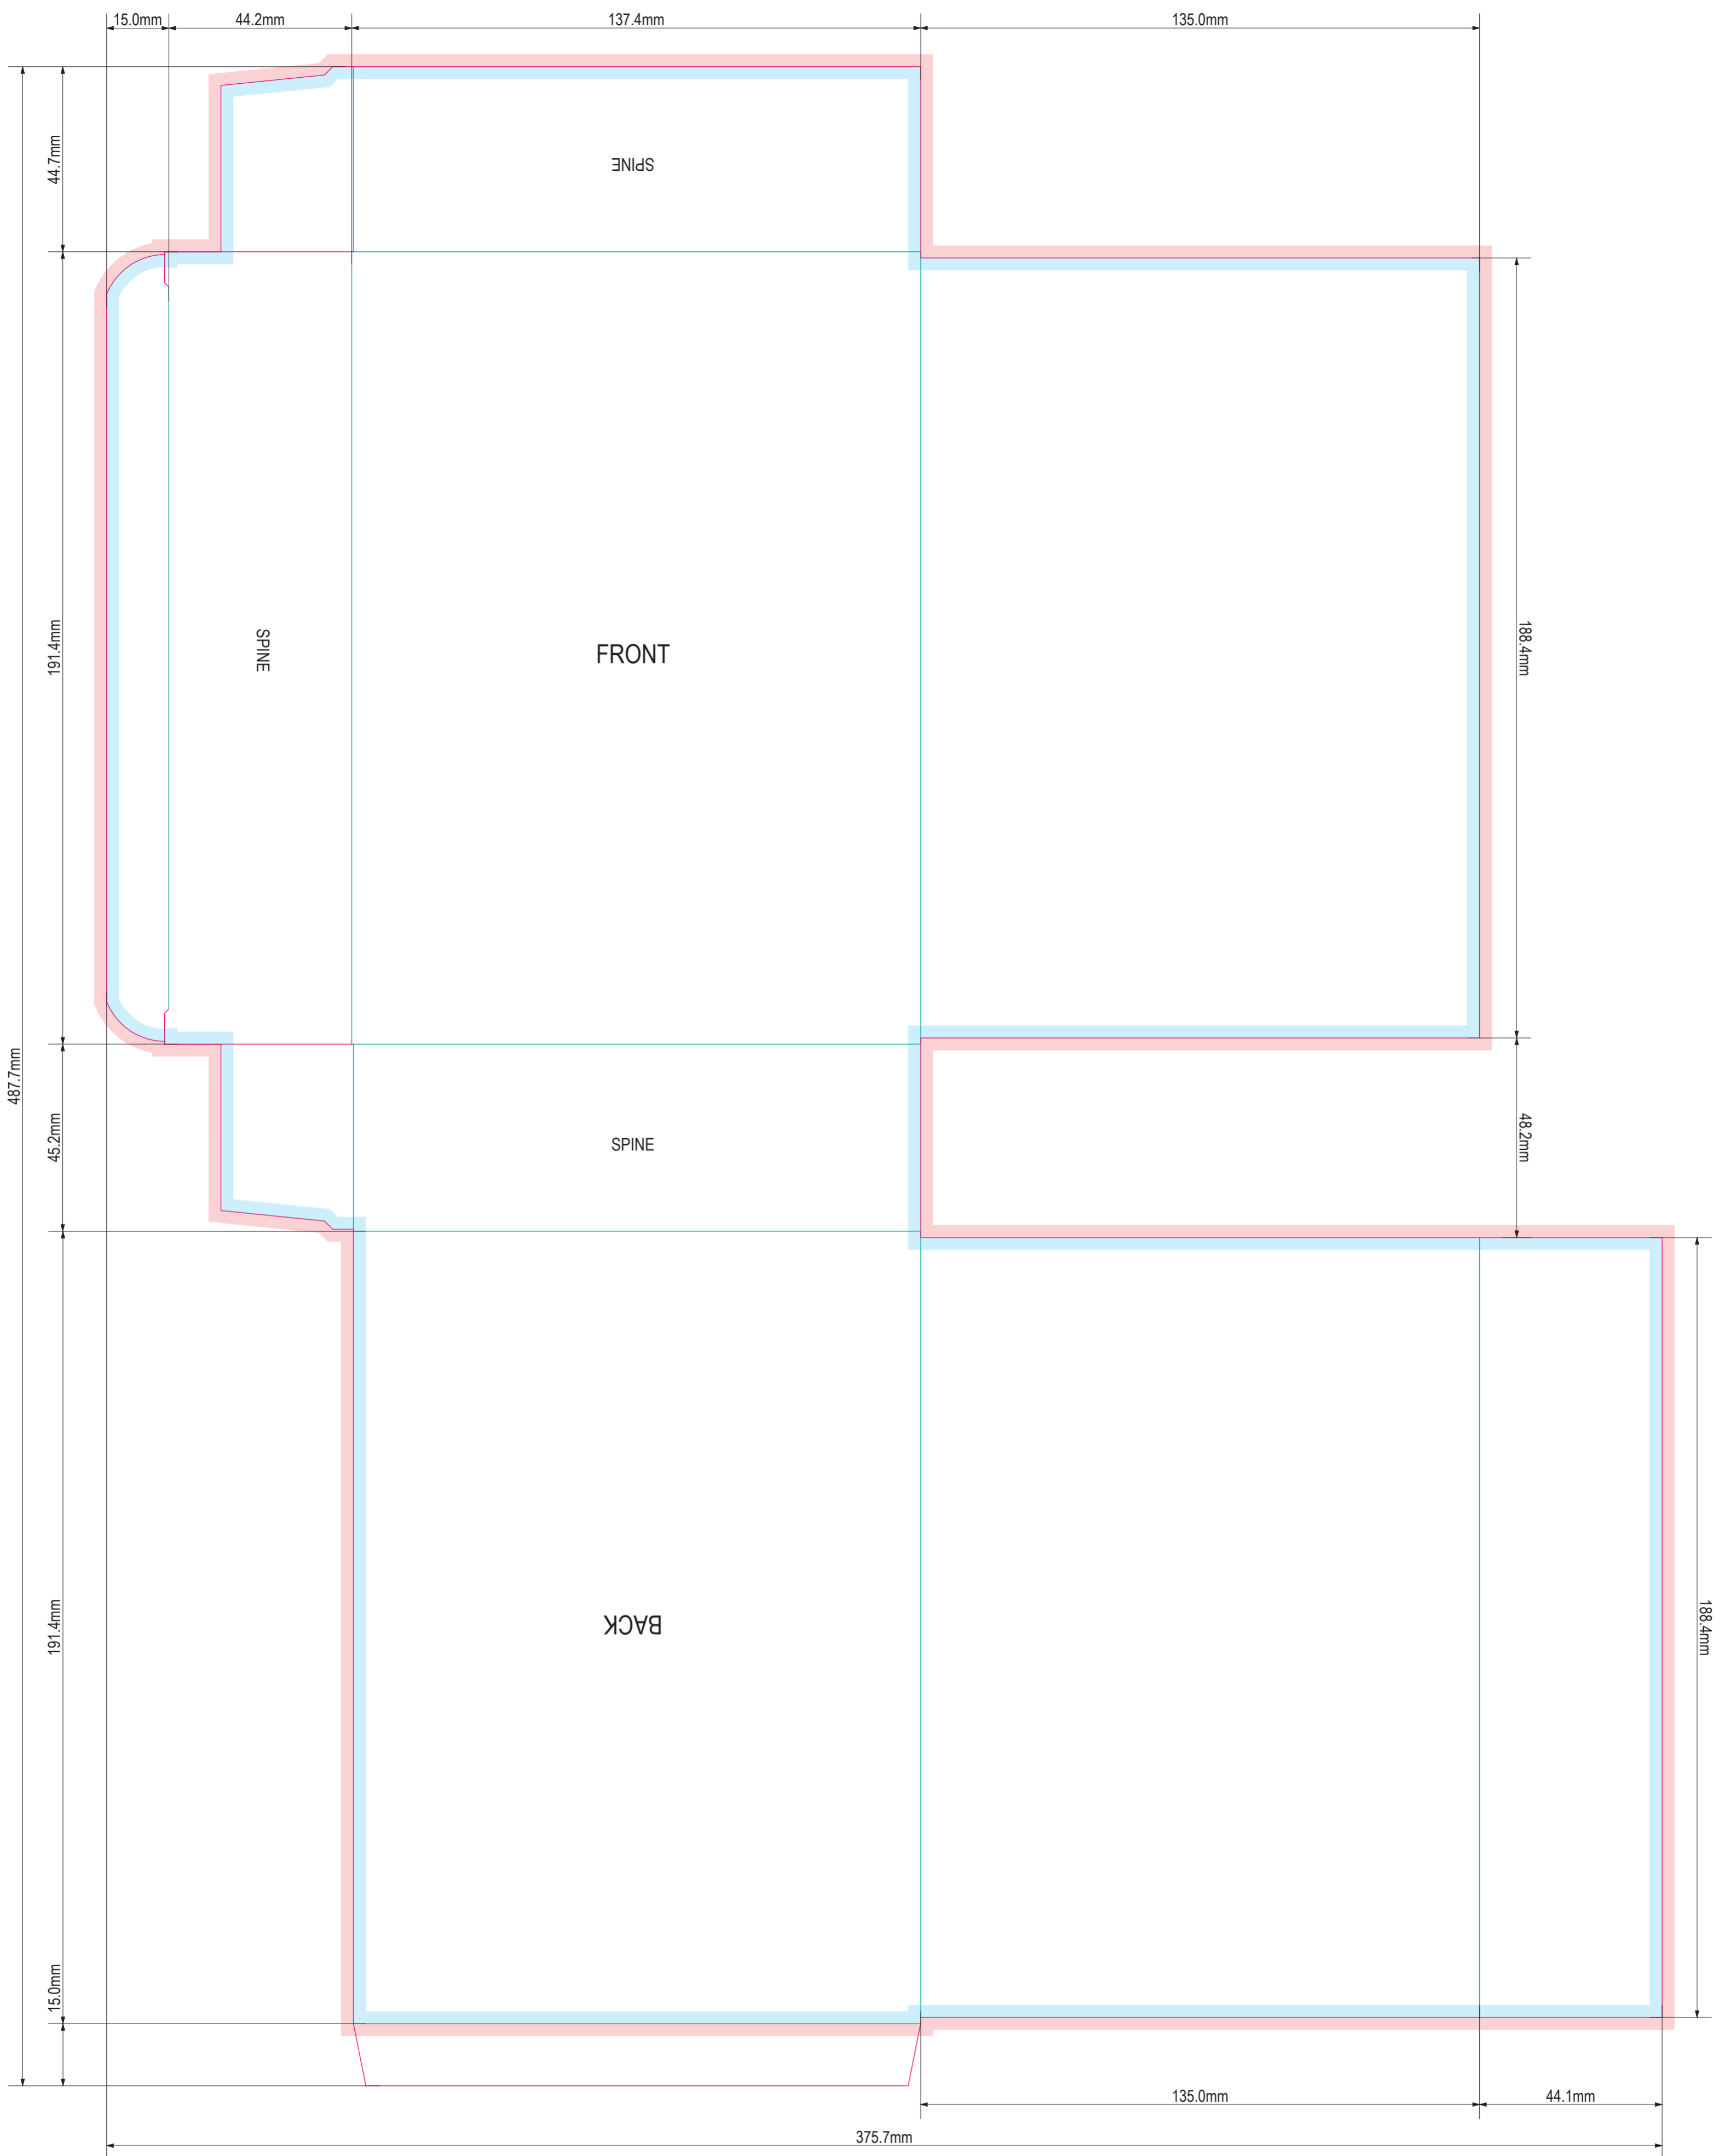 15.0mm 44.2mm 137.4mm 135.0mm
44.7mm
SPINE
191.4mm
SPINE
FRONT
188.4mm
487.7mm
45.2mm
SPINE
48.2mm
191.4mm
BACK
188.4mm
15.0mm
135.0mm 44.1mm
375.7mm